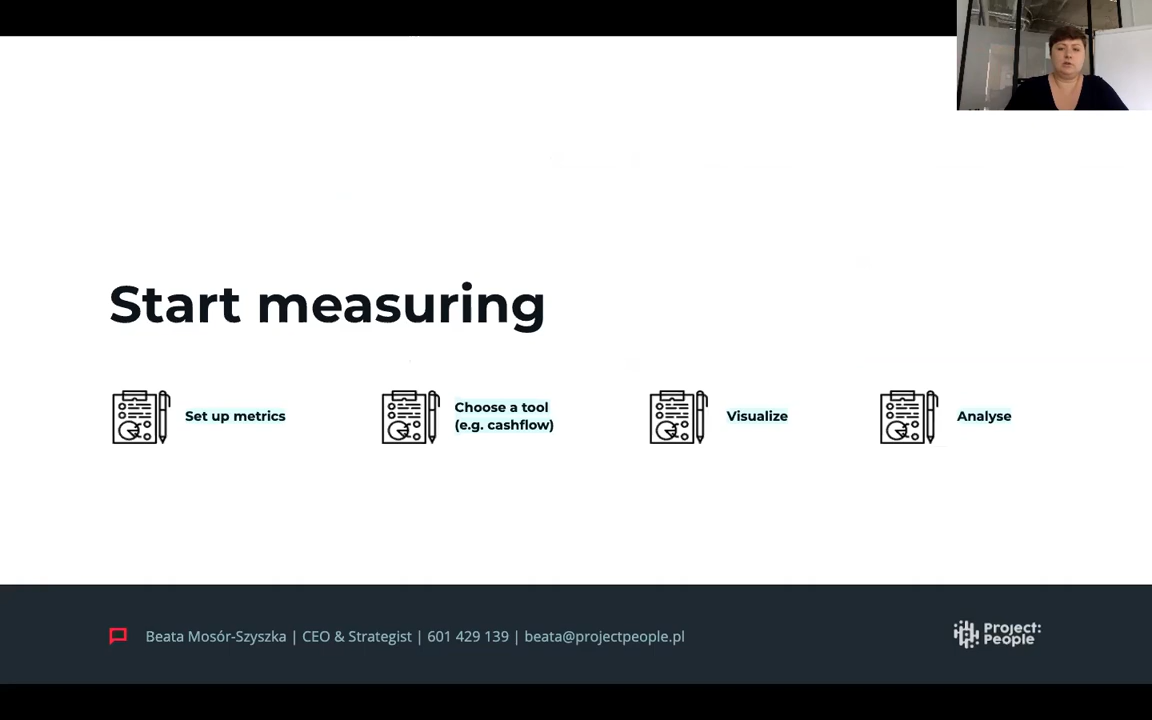 Start measuring
Set up metrics
Choose a tool
(e.g. cashflow)
Visualize
Analyse
Beata Mosór-Szyszka | CEO & Strategist | 601 429 139 | beata@projectpeople.pl
Project:
People